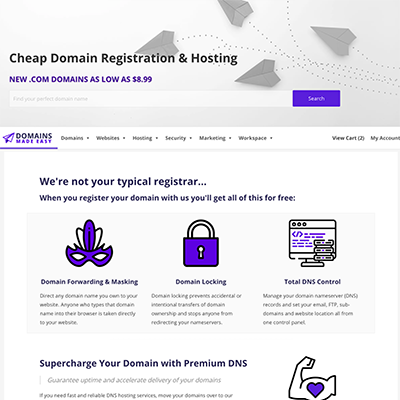 Cheap Domain Registration & Hosting
NEW .COM DOMAINS AS LOW AS $8.99
Find your perfect domain name
Search
DOMAINS
MADE EASY
Domains Websites Hosting Security Marketing Workspace View Cart (2) My Account
We're not your typical registrar...
When you register your domain with us you'll get all of this for free:
Domain Forwarding & Masking
Direct any domain name you own to your
website. Anyone who types that domain
name into their browser is taken directly
to your website.
Domain Locking
Domain locking prevents accidental or
intentional transfers of domain
ownership and stops anyone from
redirecting your nameservers.
Total DNS Control
Manage your domain nameserver (DNS)
records and set your email, FTP, sub-
domains and website location all from
one control panel.
Supercharge Your Domain with Premium DNS
Guarantee uptime and accelerate delivery of your domains
If you need fast and reliable DNS hosting services, move your domains over to our